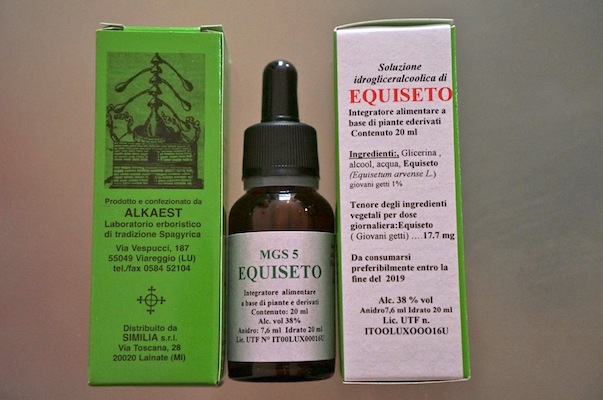 Prodotto e confezionato da
ALKAEST
Laboratorio erboristico
di tradizione Spagyrica
Via Vespucci, 187
55049 Viareggio (LU)
tel./fax 0584 52104
Distribuito da
SIMILIA s.r.l.
Via Toscana, 28
20020 Lainate (MI)
MGS 5
EQUISETO
Integratore alimentare
a base di piante e derivati
Contenuto: 20 ml
Alc. vol 38%
Anidro: 7,6 ml Idrato 20 ml
Lic. UTF N° IT00LUX00016U
Soluzione
idrogliceralcoolica di
EQUISETO
Integratore alimentare a
base di piante ederivati
Contenuto 20 ml
Ingredienti:, Glicerina ,
alcool, acqua, Equiseto
(Equisetum arvense L.)
giovani getti 1%
Tenore degli ingredienti
vegetali per dose
giornaliera:Equiseto
( Giovani getti) ....17.7 mg
Da consumarsi
preferibilmente entro la
fine del 2019
Alc. 38 % vol
Anidro7,6 ml Idrato 20 ml
Lic. UTF n.
ITOOLUXOOO16U